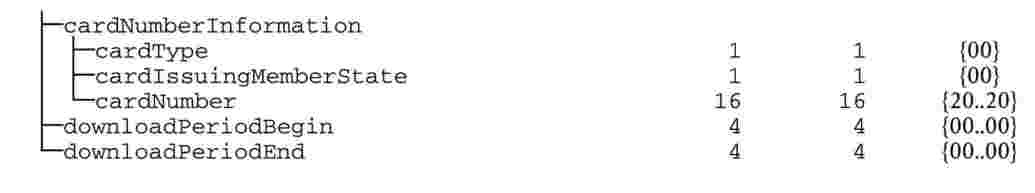 cardNumberInformation
cardType 1 1 {00}
cardIssuingMemberState 1 1 {00}
cardNumber 16 16 {20..20}
downloadPeriodBegin 4 4 {00..00}
downloadPeriodEnd 4 4 {00..00}